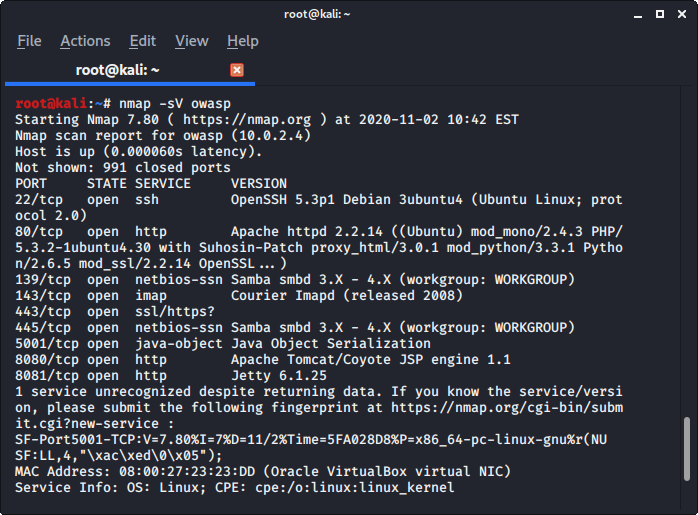 root@kali: ~
File Actions Edit View Help
root@kali: ~
root@kali:~# nmap -sV owasp
Starting Nmap 7.80 ( https://nmap.org ) at 2020-11-02 10:42 EST
Nmap scan report for owasp (10.0.2.4)
Host is up (0.000060s latency).
Not shown: 991 closed ports
PORT     STATE SERVICE     VERSION
22/tcp   open  ssh         OpenSSH 5.3p1 Debian 3ubuntu4 (Ubuntu Linux; prot
ocol 2.0)
80/tcp   open  http        Apache httpd 2.2.14 ((Ubuntu) mod_mono/2.4.3 PHP/
5.3.2-1ubuntu4.30 with Suhosin-Patch proxy_html/3.0.1 mod_python/3.3.1 Pytho
n/2.6.5 mod_ssl/2.2.14 OpenSSL...)
139/tcp  open  netbios-ssn Samba smbd 3.X - 4.X (workgroup: WORKGROUP)
143/tcp  open  imap        Courier Imapd (released 2008)
443/tcp  open  ssl/https?
445/tcp  open  netbios-ssn Samba smbd 3.X - 4.X (workgroup: WORKGROUP)
5001/tcp open  java-object Java Object Serialization
8080/tcp open  http        Apache Tomcat/Coyote JSP engine 1.1
8081/tcp open  http        Jetty 6.1.25
1 service unrecognized despite returning data. If you know the service/versi
on, please submit the following fingerprint at https://nmap.org/cgi-bin/subm
it.cgi?new-service :
SF-Port5001-TCP:V=7.80%I=7%D=11/2%Time=5FA028D8%P=x86_64-pc-linux-gnu%r(NU
SF:LL,4,"\xac\xed\0\x05");
MAC Address: 08:00:27:23:23:DD (Oracle VirtualBox virtual NIC)
Service Info: OS: Linux; CPE: cpe:/o:linux:linux_kernel